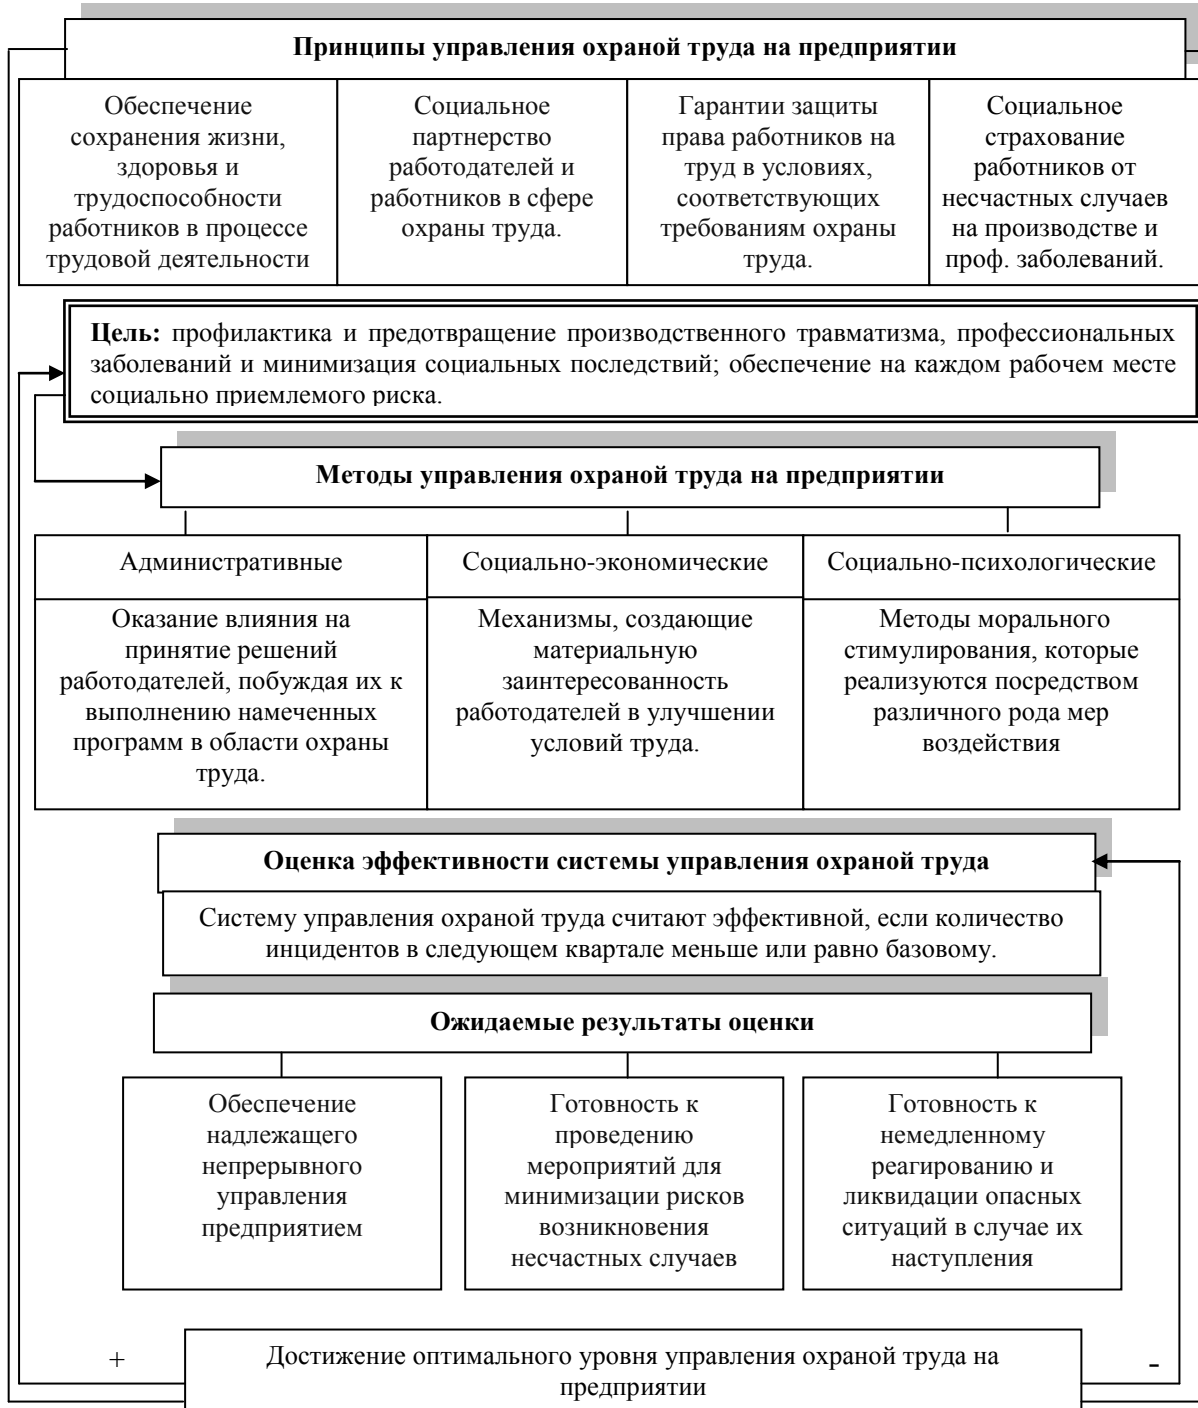 Принципы управления охраной труда на предприятии
Обеспечение
сохранения жизни,
здоровья и
трудоспособности
работников в процессе
трудовой деятельности
Социальное
партнерство
работодателей и
работников в сфере
охраны труда.
Гарантии защиты
права работников на
труд в условиях,
соответствующих
требованиям охраны
труда.
Социальное
страхование
работников от
несчастных случаев
на производстве и
проф. заболеваний.
Цель: профилактика и предотвращение производственного травматизма, профессиональных
заболеваний и минимизация социальных последствий; обеспечение на каждом рабочем месте
социально приемлемого риска.
Методы управления охраной труда на предприятии
Административные
Оказание влияния на
принятие решений
работодателей, побуждая их к
выполнению намеченных
программ в области охраны
труда.
Социально-экономические
Механизмы, создающие
материальную
заинтересованность
работодателей в улучшении
условий труда.
Социально-психологические
Методы морального
стимулирования, которые
реализуются посредством
различного рода мер
воздействия
Оценка эффективности системы управления охраной труда
Систему управления охраной труда считают эффективной, если количество
инцидентов в следующем квартале меньше или равно базовому.
Ожидаемые результаты оценки
Обеспечение
надлежащего
непрерывного
управления
предприятием
Готовность к
проведению
мероприятий для
минимизации рисков
возникновения
несчастных случаев
Готовность к
немедленному
реагированию и
ликвидации опасных
ситуаций в случае их
наступления
+
Достижение оптимального уровня управления охраной труда на
предприятии
-